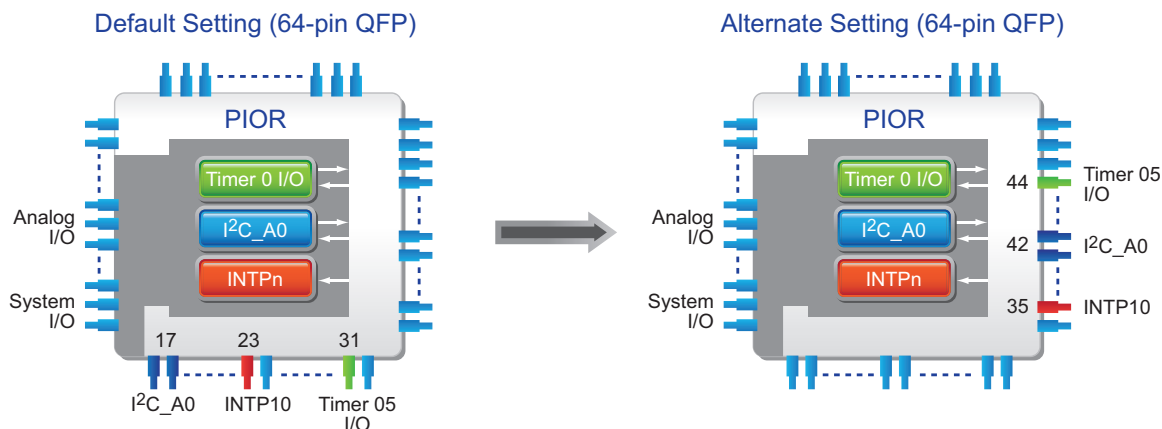 Default Setting (64-pin QFP)
PIOR
Timer 0 I/O
I²C_A0
INTPn
Analog
I/O
System
I/O
17
23
31
I²C_A0
INTP10
Timer 05
I/O
Alternate Setting (64-pin QFP)
PIOR
Timer 0 I/O
I²C_A0
INTPn
Analog
I/O
System
I/O
44
Timer 05
I/O
42
I²C_A0
35
INTP10